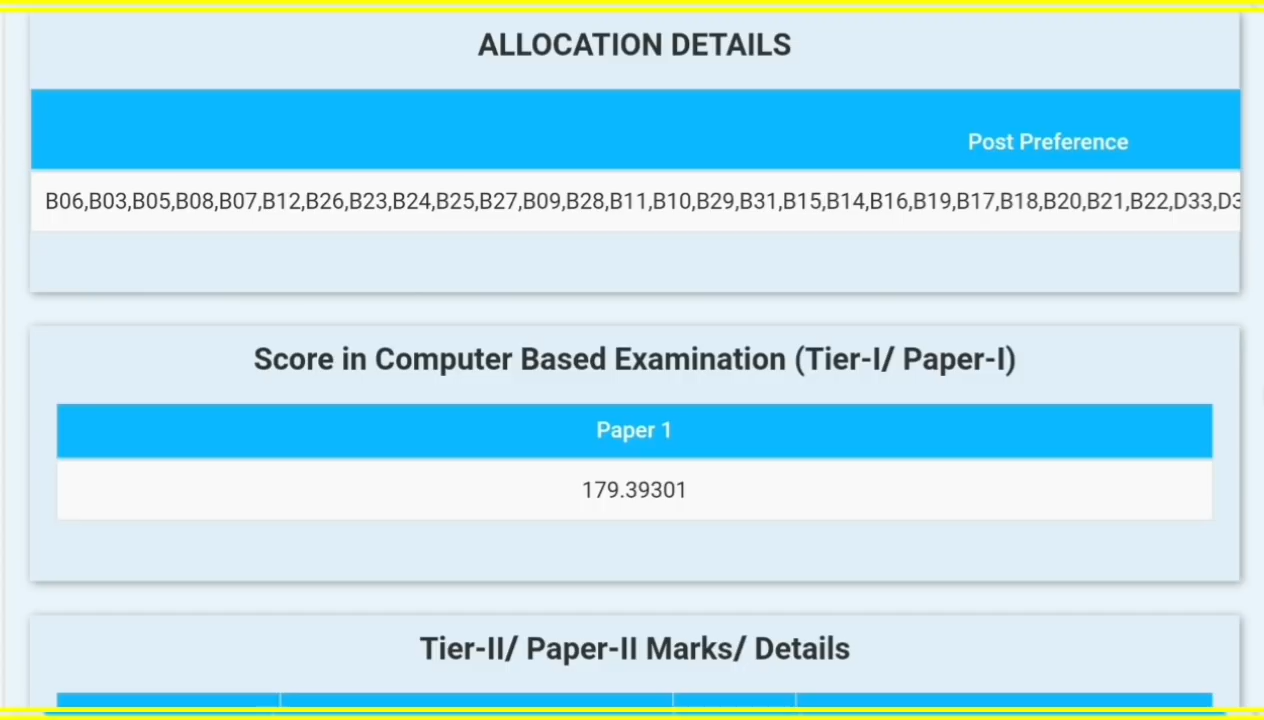 ALLOCATION DETAILS
Post Preference
B06,B03,B05,B08,B07,B12,B26,B23,B24,B25,B27,B09,B28,B11,B10,B29,B31,B15,B14,B16,B19,B17,B18,B20,B21,B22,D33,D3
Score in Computer Based Examination (Tier-I/ Paper-I)
Paper 1
179.39301
Tier-II/ Paper-II Marks/ Details